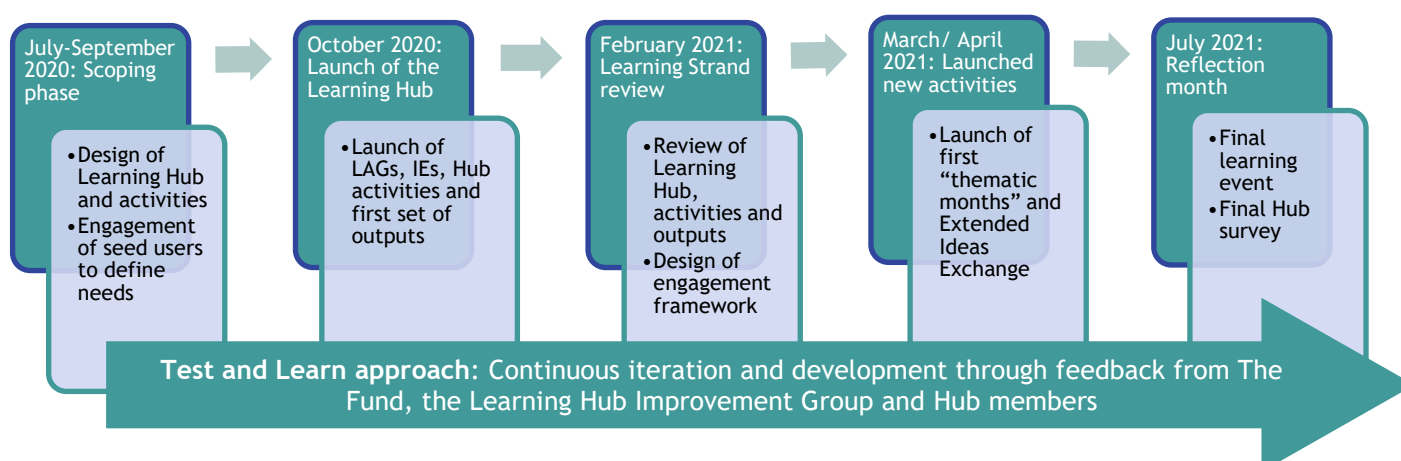 July-September
2020: Scoping
phase
•Design of
Learning Hub
and activities
•Engagement
of seed users
to define
needs
October 2020:
Launch of the
Learning Hub
•Launch of
LAGs, IEs, Hub
activities and
first set of
outputs
February 2021:
Learning Strand
review
•Review of
Learning
Hub,
activities and
outputs
•Design of
engagement
framework
March/ April
2021: Launched
new activities
•Launch of
first
“thematic
months” and
Extended
Ideas
Exchange
July 2021:
Reflection
month
•Final
learning
event
•Final Hub
survey
Test and Learn approach: Continuous iteration and development through feedback from The
Fund, the Learning Hub Improvement Group and Hub members